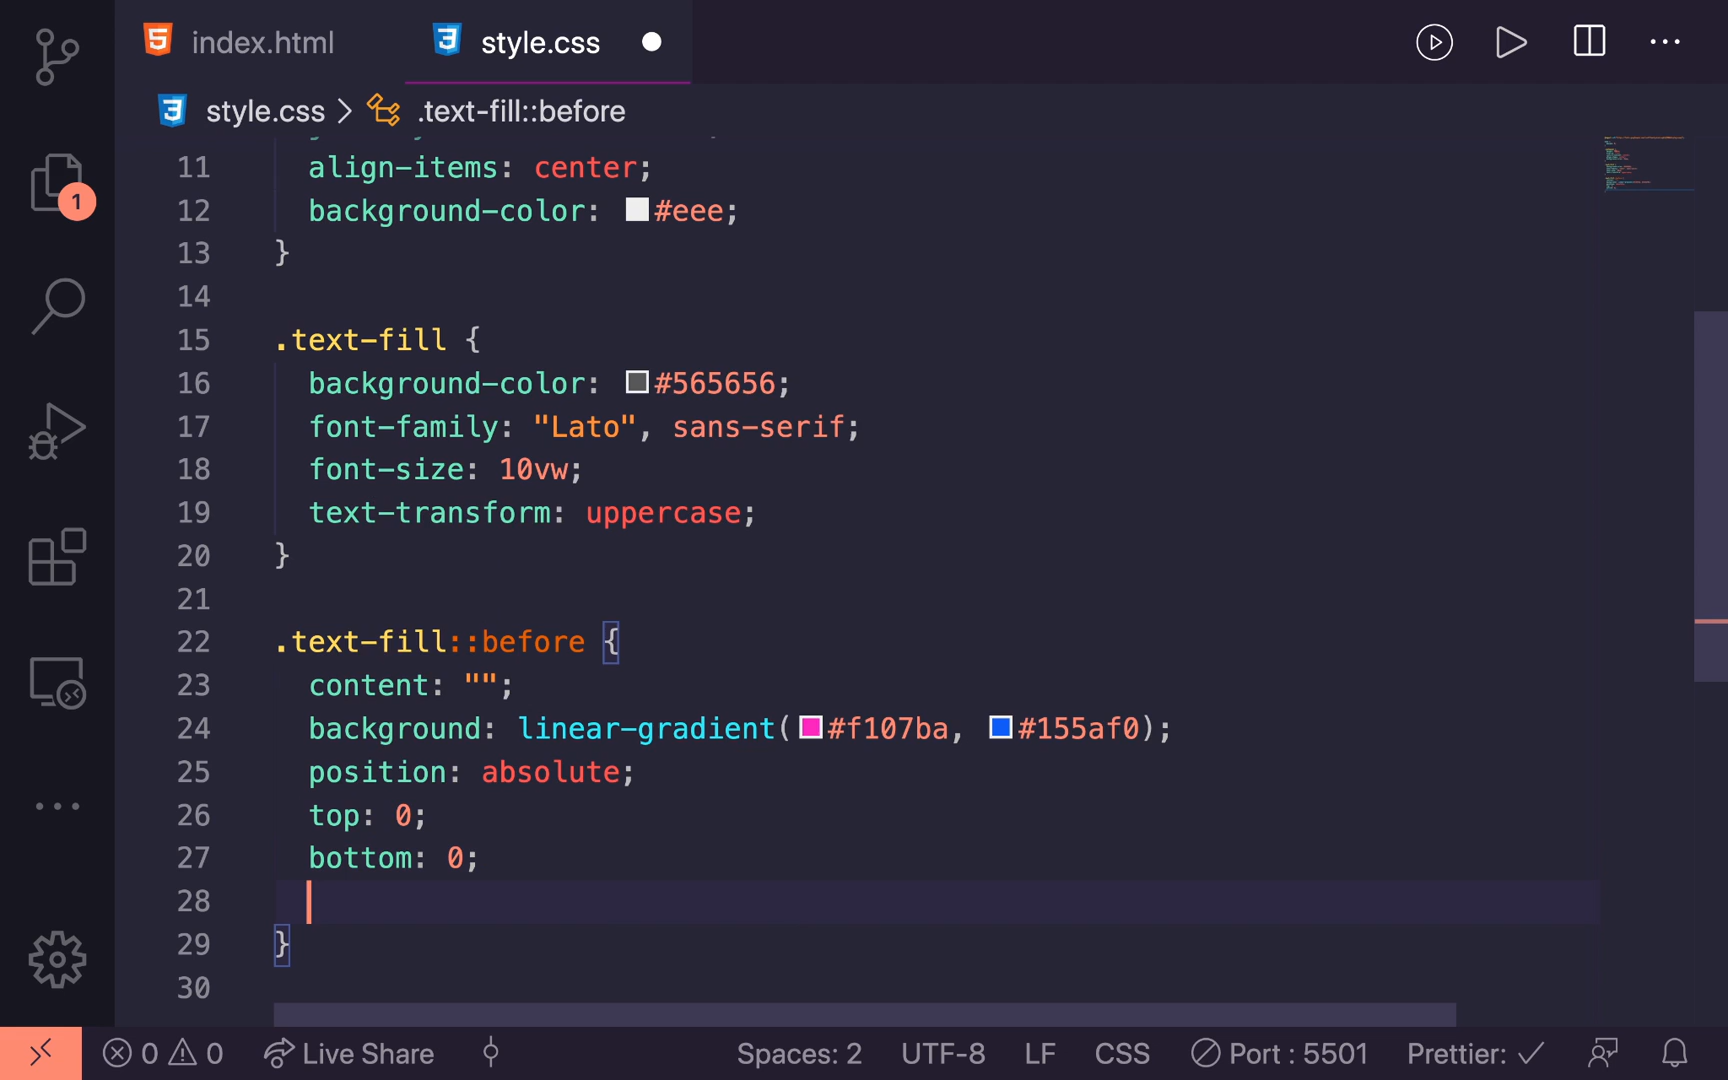 index.html
style.css
style.css > .text-fill::before
1
11 align-items: center;
12 background-color: #eee;
13 }
14
15 .text-fill {
16 background-color: #565656;
17 font-family: "Lato", sans-serif;
18 font-size: 10vw;
19 text-transform: uppercase;
20 }
21
22 .text-fill::before {
23 content: "";
24 background: linear-gradient(#f107ba, #155af0);
25 position: absolute;
26 top: 0;
27 bottom: 0;
28
29 }
30
0 0 Live Share Spaces: 2 UTF-8 LF CSS Port : 5501 Prettier: ✓